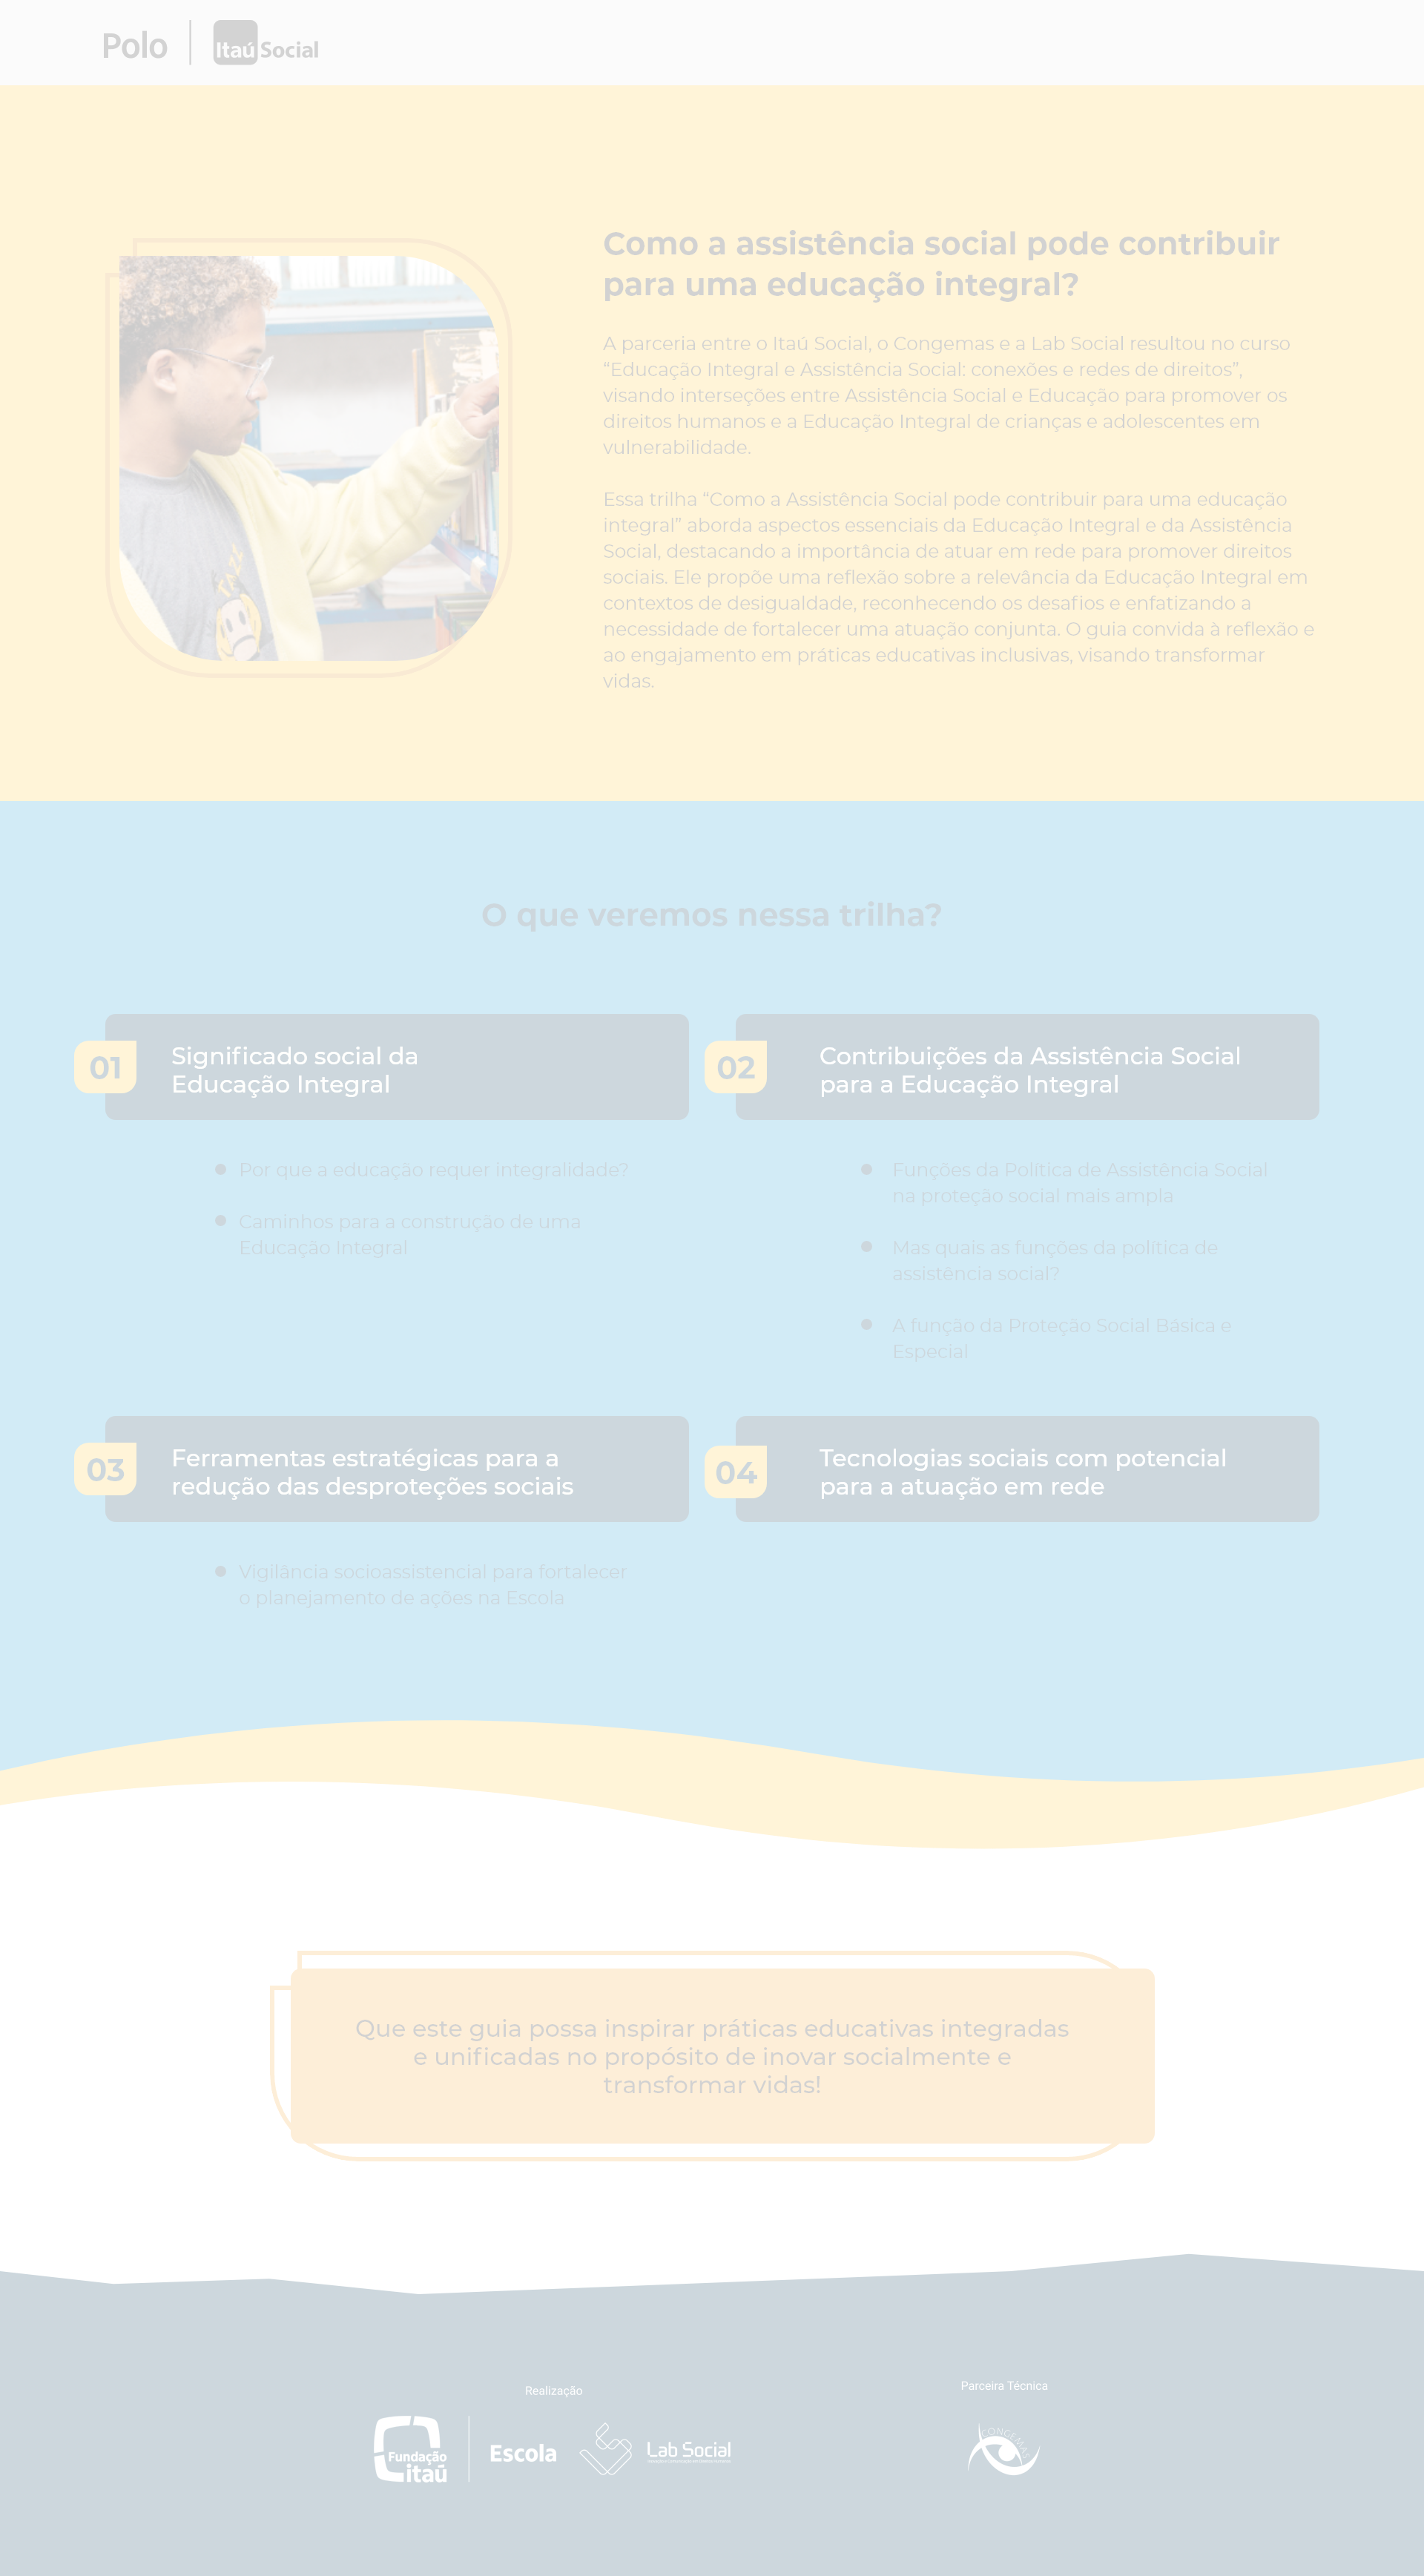 Polo
Itaú Social
Como a assistência social pode contribuir
para uma educação integral?
A parceria entre o Itaú Social, o Congemas e a Lab Social resultou no curso
“Educação Integral e Assistência Social: conexões e redes de direitos”,
visando interseções entre Assistência Social e Educação para promover os
direitos humanos e a Educação Integral de crianças e adolescentes em
vulnerabilidade.
Essa trilha “Como a Assistência Social pode contribuir para uma educação
integral” aborda aspectos essenciais da Educação Integral e da Assistência
Social, destacando a importância de atuar em rede para promover direitos
sociais. Ele propõe uma reflexão sobre a relevância da Educação Integral em
contextos de desigualdade, reconhecendo os desafios e enfatizando a
necessidade de fortalecer uma atuação conjunta. O guia convida à reflexão e
ao engajamento em práticas educativas inclusivas, visando transformar
vidas.
O que veremos nessa trilha?
01
Significado social da
Educação Integral
Por que a educação requer integralidade?
Caminhos para a construção de uma
Educação Integral
02
Contribuições da Assistência Social
para a Educação Integral
Funções da Política de Assistência Social
na proteção social mais ampla
Mas quais as funções da política de
assistência social?
A função da Proteção Social Básica e
Especial
03
Ferramentas estratégicas para a
redução das desproteções sociais
Vigilância socioassistencial para fortalecer
o planejamento de ações na Escola
04
Tecnologias sociais com potencial
para a atuação em rede
Que este guia possa inspirar práticas educativas integradas
e unificadas no propósito de inovar socialmente e
transformar vidas!
Realização
Fundação
itaú
Escola
Lab Social
Parceira Técnica
CONGEMAS